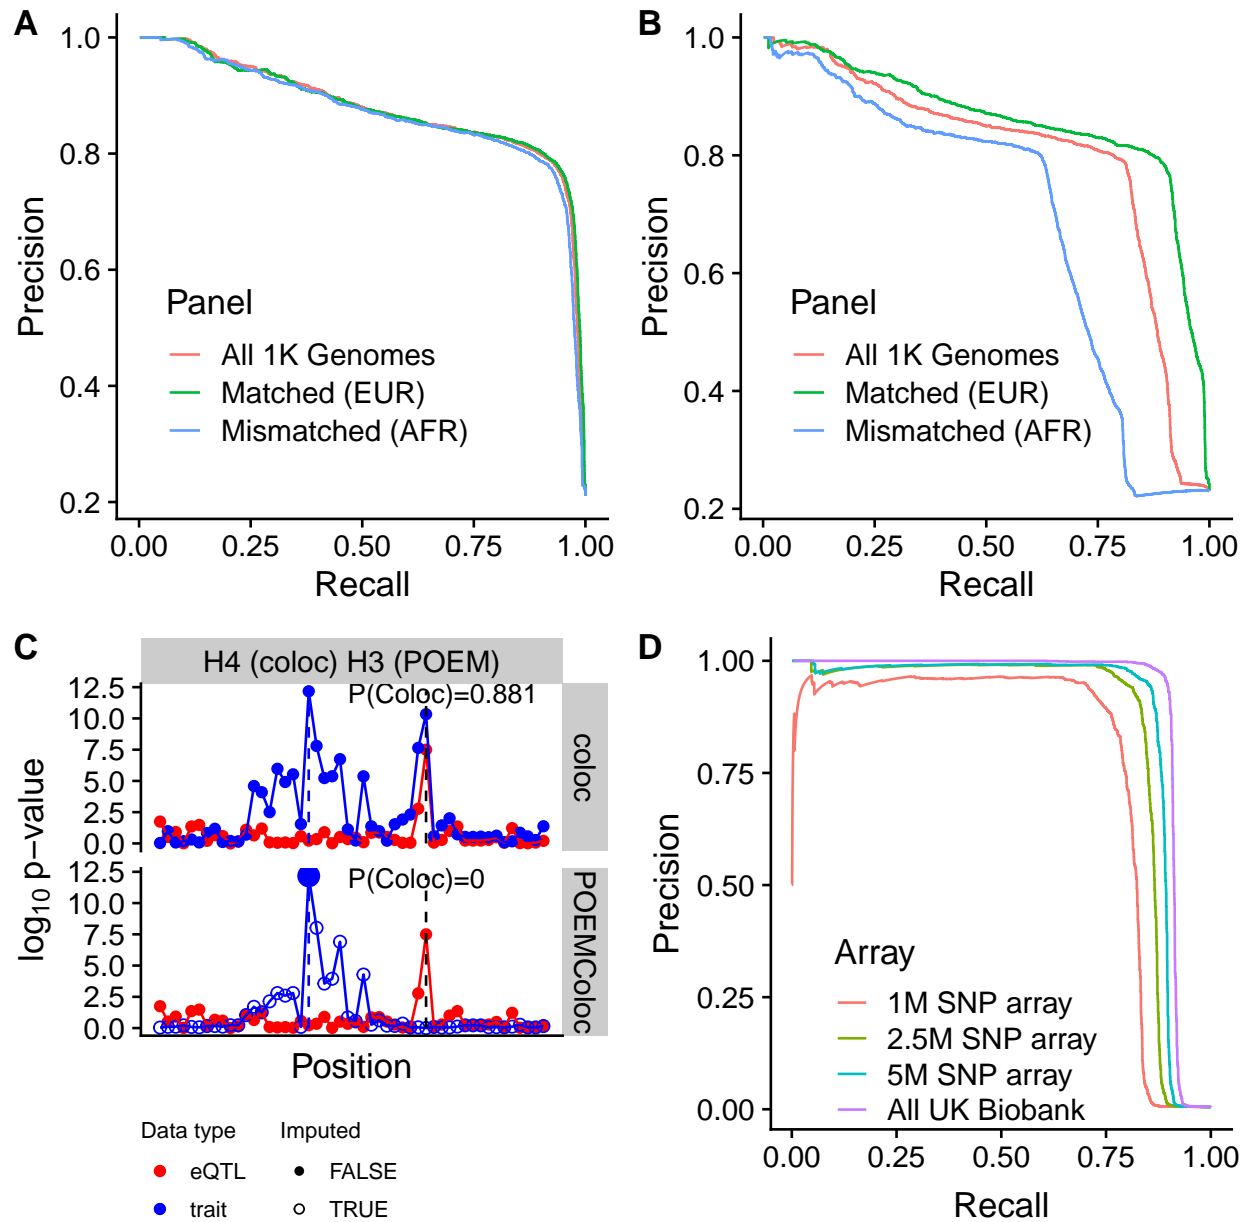 A
Precision
1.0
0.8
0.6
0.4
0.2
Panel
All 1K Genomes
Matched (EUR)
Mismatched (AFR)
0.00 0.25 0.50 0.75 1.00
Recall
B
Precision
1.0
0.8
0.6
0.4
0.2
Panel
All 1K Genomes
Matched (EUR)
Mismatched (AFR)
0.00 0.25 0.50 0.75 1.00
Recall
C
H4 (coloc) H3 (POEM)
log10 p−value
12.5
10.0
7.5
5.0
2.5
0.0
P(Coloc)=0.881
coloc
12.5
10.0
7.5
5.0
2.5
0.0
P(Coloc)=0
POEMColoc
Position
Data type
eQTL
trait
Imputed
FALSE
TRUE
D
Precision
1.00
0.75
0.50
0.25
0.00
Array
1M SNP array
2.5M SNP array
5M SNP array
All UK Biobank
0.00 0.25 0.50 0.75 1.00
Recall